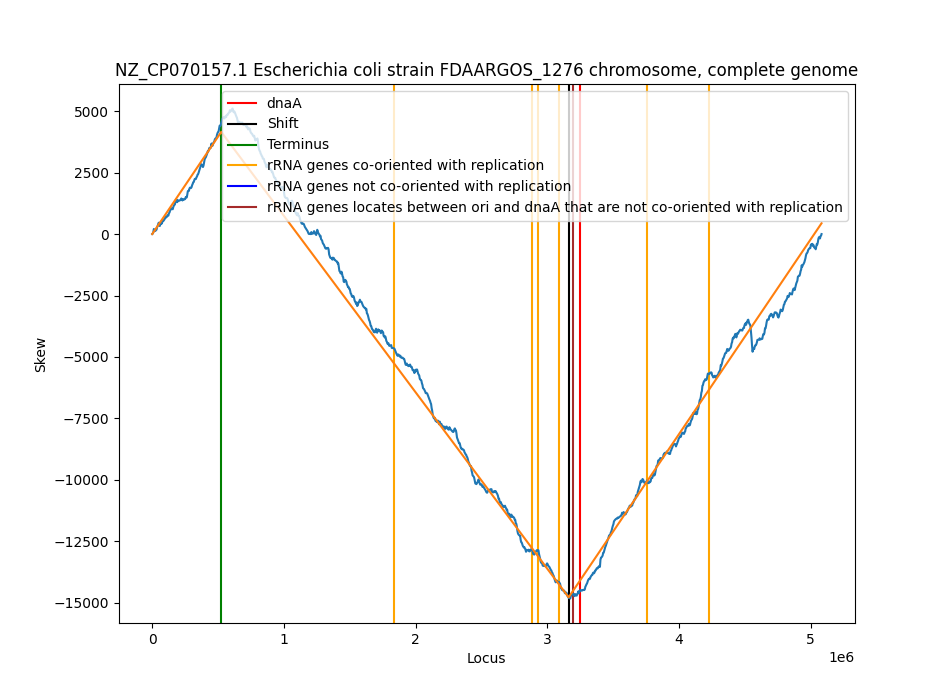 NZ_CP070157.1 Escherichia coli strain FDAARGOS_1276 chromosome, complete genome
dnaA
Shift
Terminus
rRNA genes co-oriented with replication
rRNA genes not co-oriented with replication
rRNA genes locates between ori and dnaA that are not co-oriented with replication
5000
2500
0
−2500
−5000
−7500
−10000
−12500
−15000
Skew
0 1 2 3 4 5
1e6
Locus